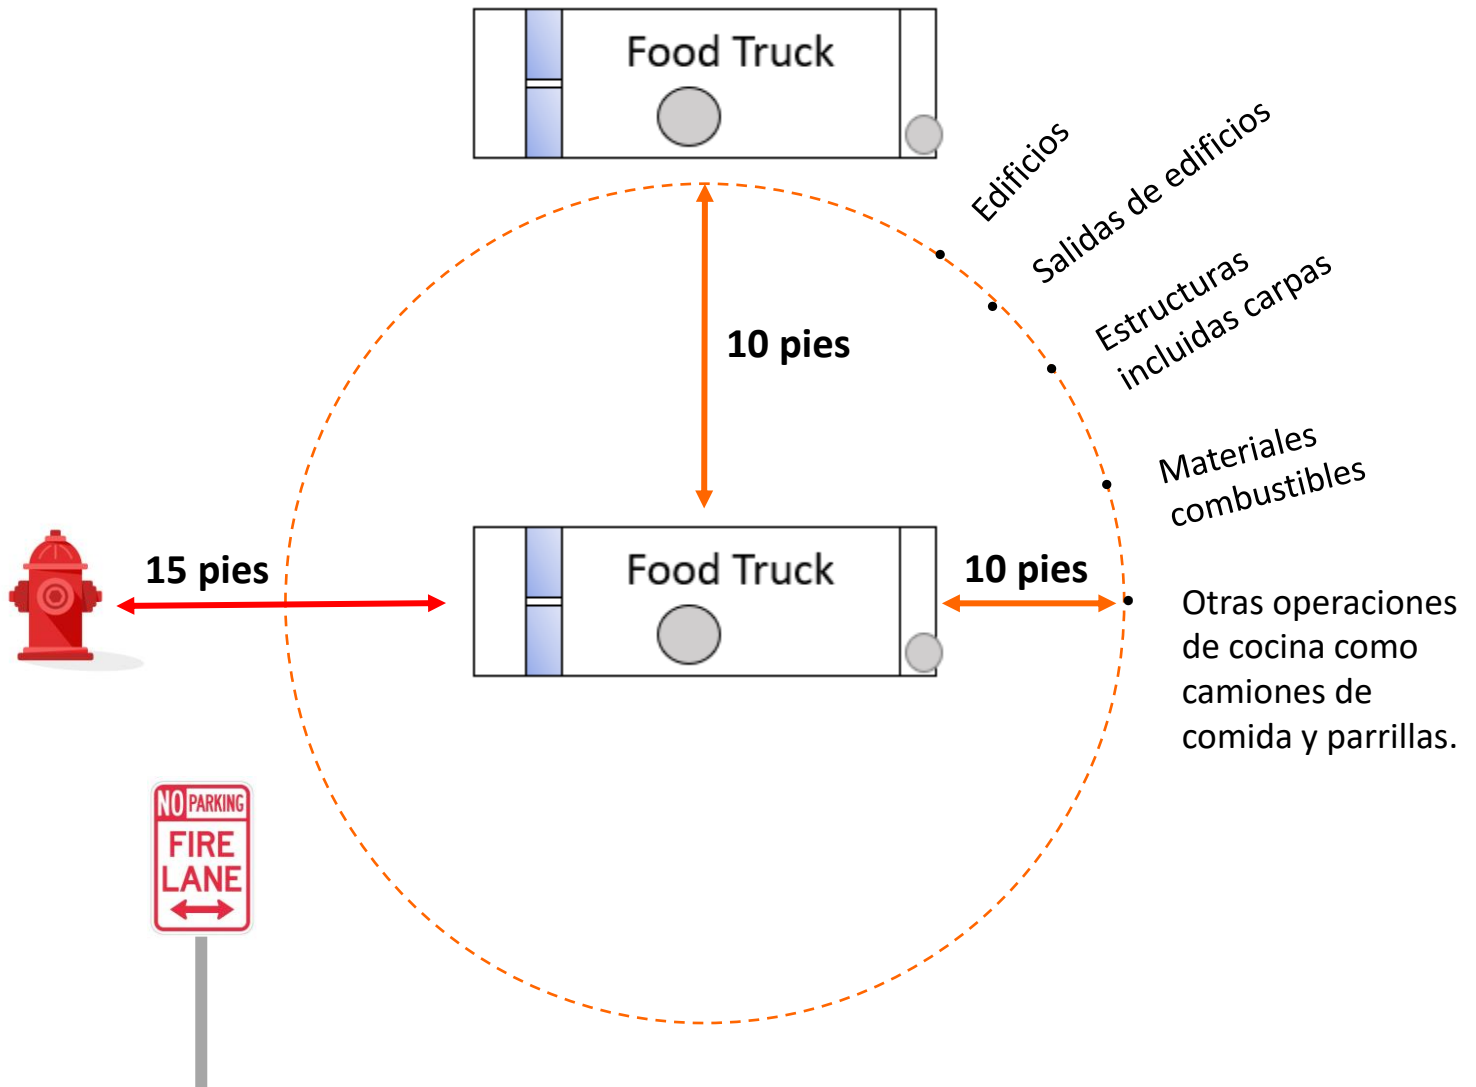 Food Truck
Edificios
Salidas de edificios
Estructuras
incluidas carpas
10 pies
Materiales
combustibles
15 pies
Food Truck
10 pies
Otras operaciones
de cocina como
camiones de
comida y parrillas.
NO PARKING
FIRE
LANE